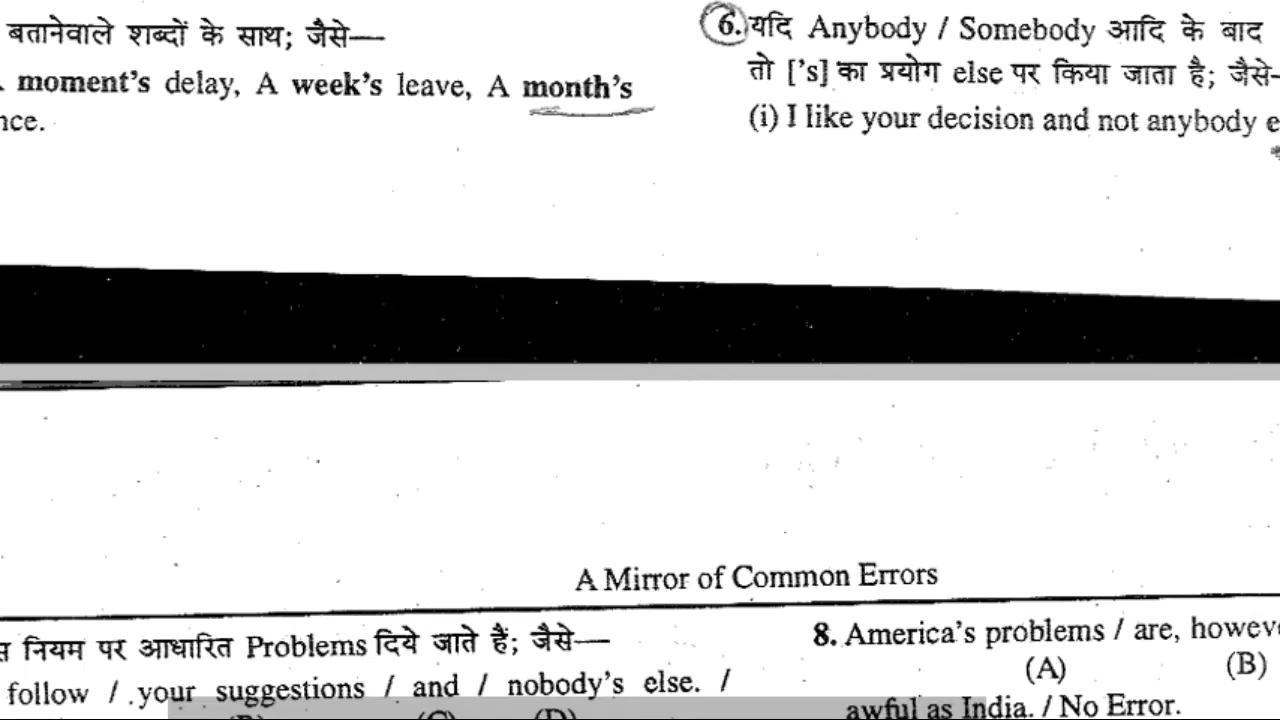 बतानेवाले शब्दों के साथ; जैसे—
moment's delay, A week's leave, A month's
nce.
6. यदि Anybody / Somebody आदि के बाद
तो ['s] का प्रयोग else पर किया जाता है; जैसे-
(i) I like your decision and not anybody e
A Mirror of Common Errors
नियम पर आधारित Problems दिये जाते हैं; जैसे—
follow / your suggestions / and / nobody's else. /
(B) (C) (D)
8. America's problems / are, howev
(A) (B)
awful as India. / No Error.